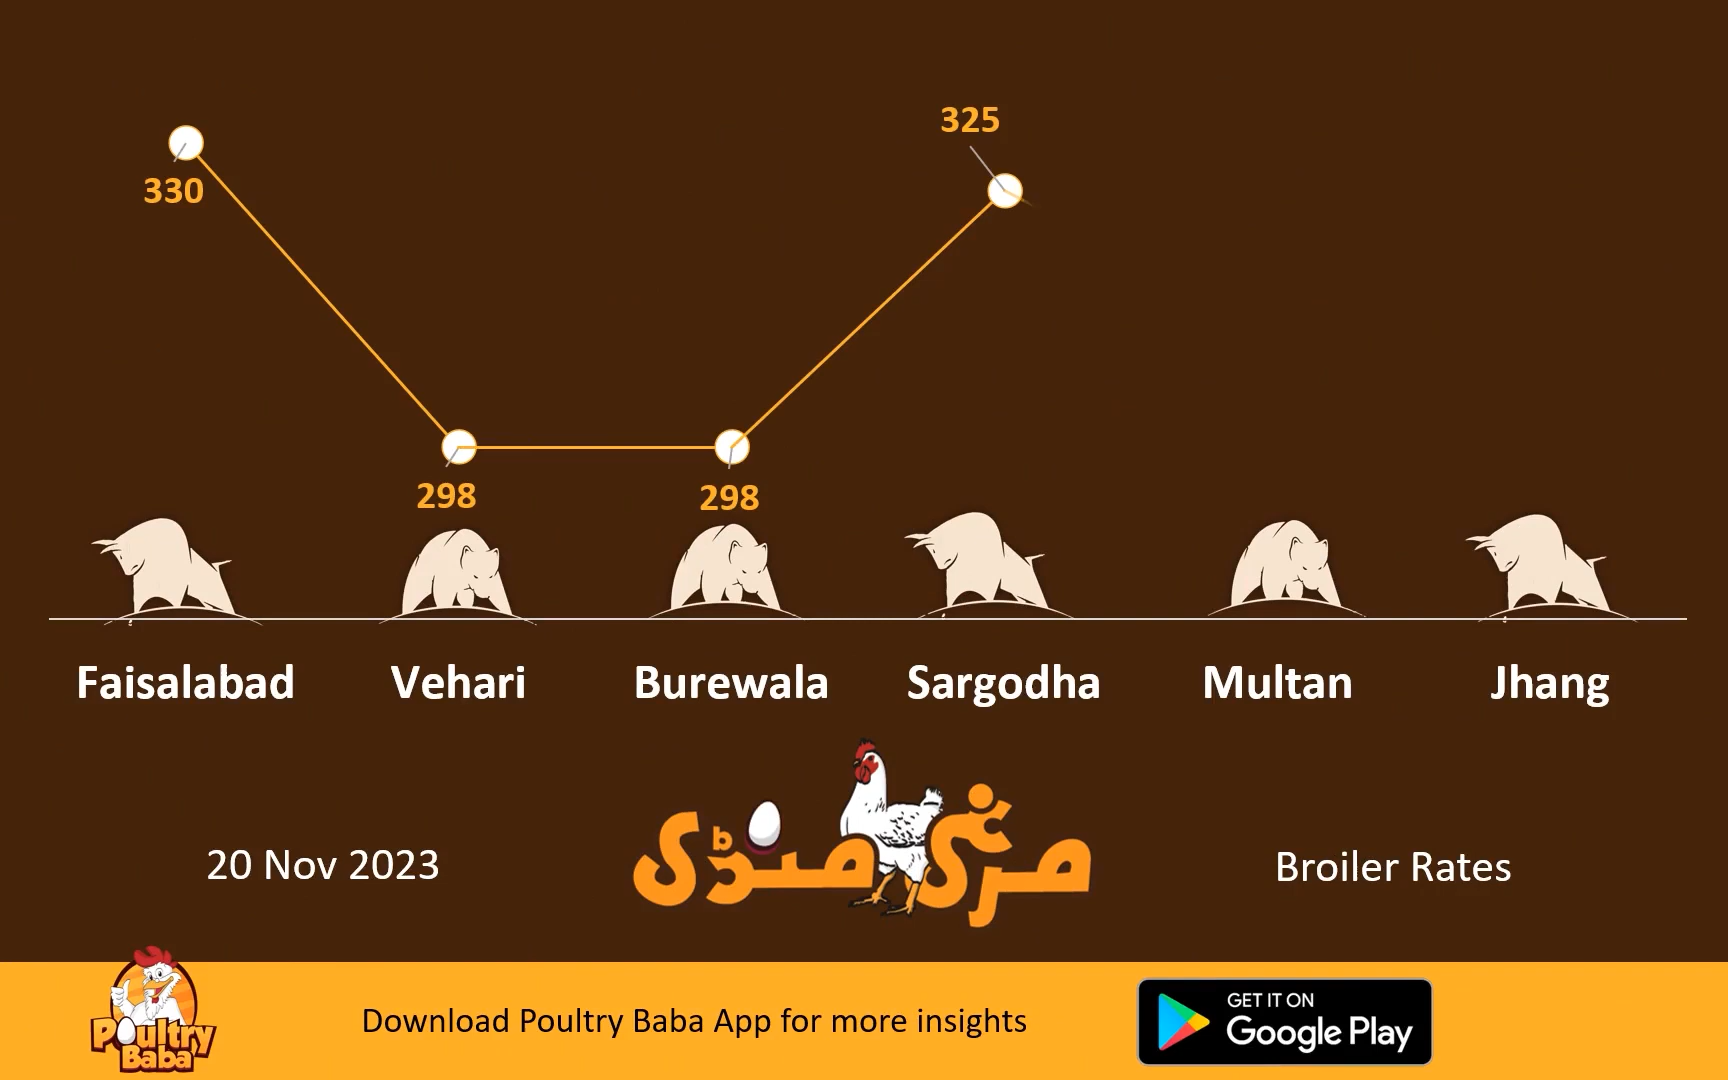 325
330
298
298
Faisalabad
Vehari
Burewala
Sargodha
Multan
Jhang
مرغی منڈی
20 Nov 2023
Broiler Rates
Poultry
Baba
Download Poultry Baba App for more insights
GET IT ON
Google Play